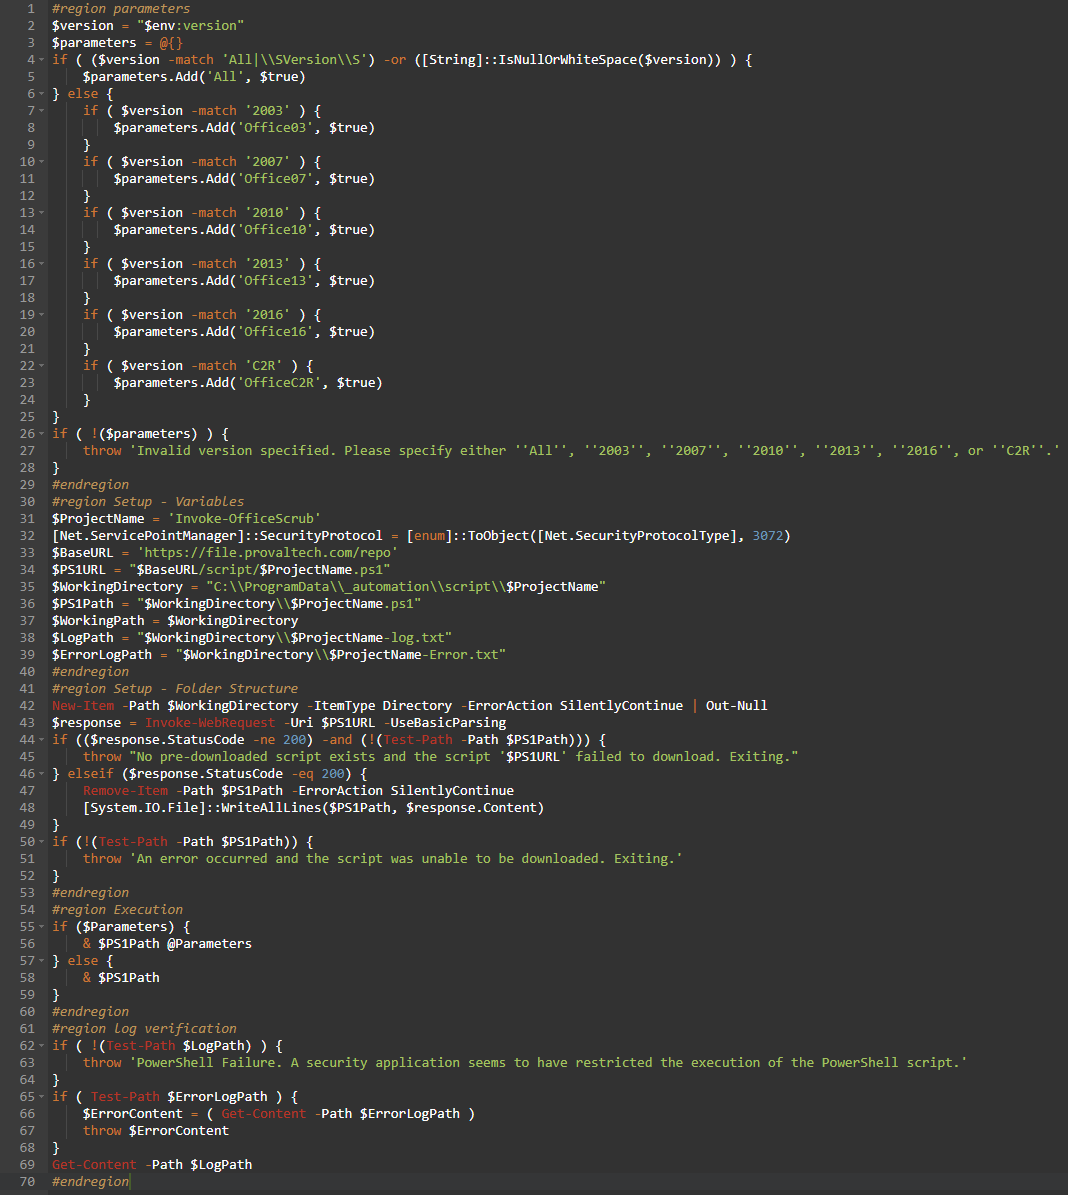 1 #region parameters
2 $version = "$env:version"
3 $parameters = @{}
4 if ( ($version -match 'All|\\SVersion\\S') -or ([String]::IsNullOrWhiteSpace($version)) ) {
5 $parameters.Add('All', $true)
6 } else {
7 if ( $version -match '2003' ) {
8 $parameters.Add('Office03', $true)
9 }
10 if ( $version -match '2007' ) {
11 $parameters.Add('Office07', $true)
12 }
13 if ( $version -match '2010' ) {
14 $parameters.Add('Office10', $true)
15 }
16 if ( $version -match '2013' ) {
17 $parameters.Add('Office13', $true)
18 }
19 if ( $version -match '2016' ) {
20 $parameters.Add('Office16', $true)
21 }
22 if ( $version -match 'C2R' ) {
23 $parameters.Add('OfficeC2R', $true)
24 }
25 }
26 if ( !($parameters) ) {
27 throw 'Invalid version specified. Please specify either ''All'', ''2003'', ''2007'', ''2010'', ''2013'', ''2016'', or ''C2R''.'
28 }
29 #endregion
30 #region Setup - Variables
31 $ProjectName = 'Invoke-OfficeScrub'
32 [Net.ServicePointManager]::SecurityProtocol = [enum]::ToObject([Net.SecurityProtocolType], 3072)
33 $BaseURL = 'https://file.provaltech.com/repo'
34 $PS1URL = "$BaseURL/script/$ProjectName.ps1"
35 $WorkingDirectory = "C:\\ProgramData\\_automation\\script\\$ProjectName"
36 $PS1Path = "$WorkingDirectory\\$ProjectName.ps1"
37 $WorkingPath = $WorkingDirectory
38 $LogPath = "$WorkingDirectory\\$ProjectName-log.txt"
39 $ErrorLogPath = "$WorkingDirectory\\$ProjectName-Error.txt"
40 #endregion
41 #region Setup - Folder Structure
42 New-Item -Path $WorkingDirectory -ItemType Directory -ErrorAction SilentlyContinue | Out-Null
43 $response = Invoke-WebRequest -Uri $PS1URL -UseBasicParsing
44 if (($response.StatusCode -ne 200) -and (!(Test-Path -Path $PS1Path))) {
45 throw "No pre-downloaded script exists and the script '$PS1URL' failed to download. Exiting."
46 } elseif ($response.StatusCode -eq 200) {
47 Remove-Item -Path $PS1Path -ErrorAction SilentlyContinue
48 [System.IO.File]::WriteAllLines($PS1Path, $response.Content)
49 }
50 if (!(Test-Path -Path $PS1Path)) {
51 throw 'An error occurred and the script was unable to be downloaded. Exiting.'
52 }
53 #endregion
54 #region Execution
55 if ($Parameters) {
56 & $PS1Path @Parameters
57 } else {
58 & $PS1Path
59 }
60 #endregion
61 #region log verification
62 if ( !(Test-Path $LogPath) ) {
63 throw 'PowerShell Failure. A security application seems to have restricted the execution of the PowerShell script.'
64 }
65 if ( Test-Path $ErrorLogPath ) {
66 $ErrorContent = ( Get-Content -Path $ErrorLogPath )
67 throw $ErrorContent
68 }
69 Get-Content -Path $LogPath
70 #endregion